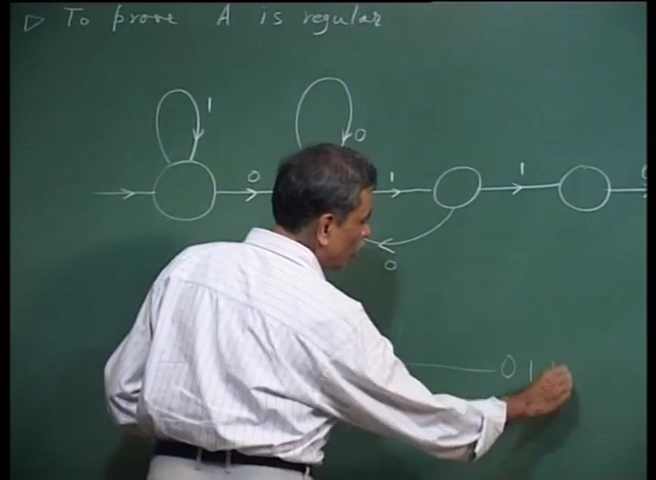 ▷ To prove A is regular.
1
0
0 1 1
0
0 1